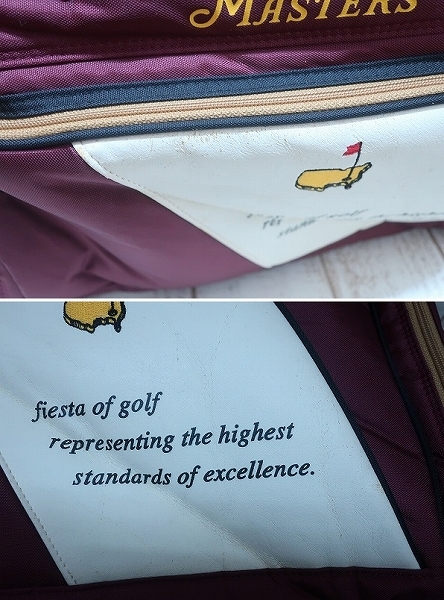 MASTERS
fiesta of golf
representing the highest
standards of excellence.